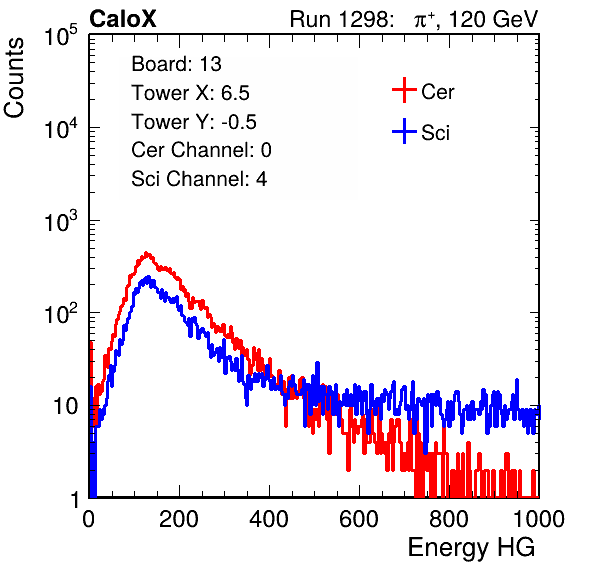 CaloX Run 1298: π⁺, 120 GeV
Counts
10⁵
10⁴
10³
10²
10
1
Board: 13
Tower X: 6.5
Tower Y: -0.5
Cer Channel: 0
Sci Channel: 4
Cer
Sci
0 200 400 600 800 1000
Energy HG